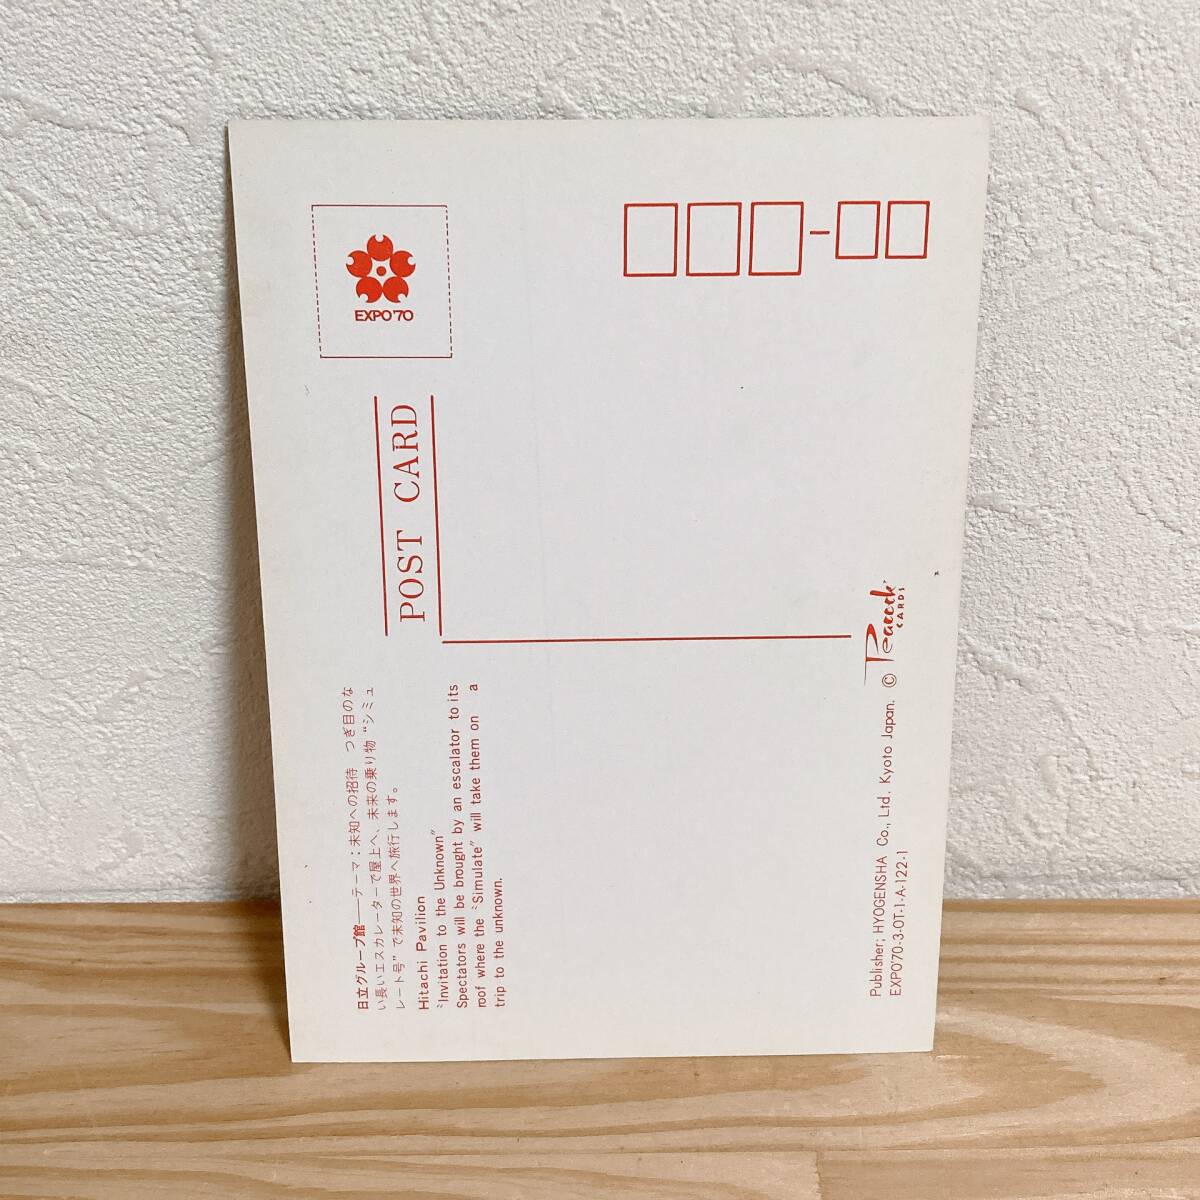 EXPO'70
POST CARD
日立グループ館——テーマ：未知への招待　つぎ目のな
い長いエスカレーターで屋上へ、未来の乗り物“シミュ
レート号”で未知の世界へ旅行します。
Hitachi Pavilion
"Invitation to the Unknown"
Spectators will be brought by an escalator to its
roof where the "Simulate" will take them on a
trip to the unknown.
Peacock
CARDS
Publisher; HYOGENSHA Co., Ltd. Kyoto Japan. ©
EXPO'70-3-OT-1-A-122-1